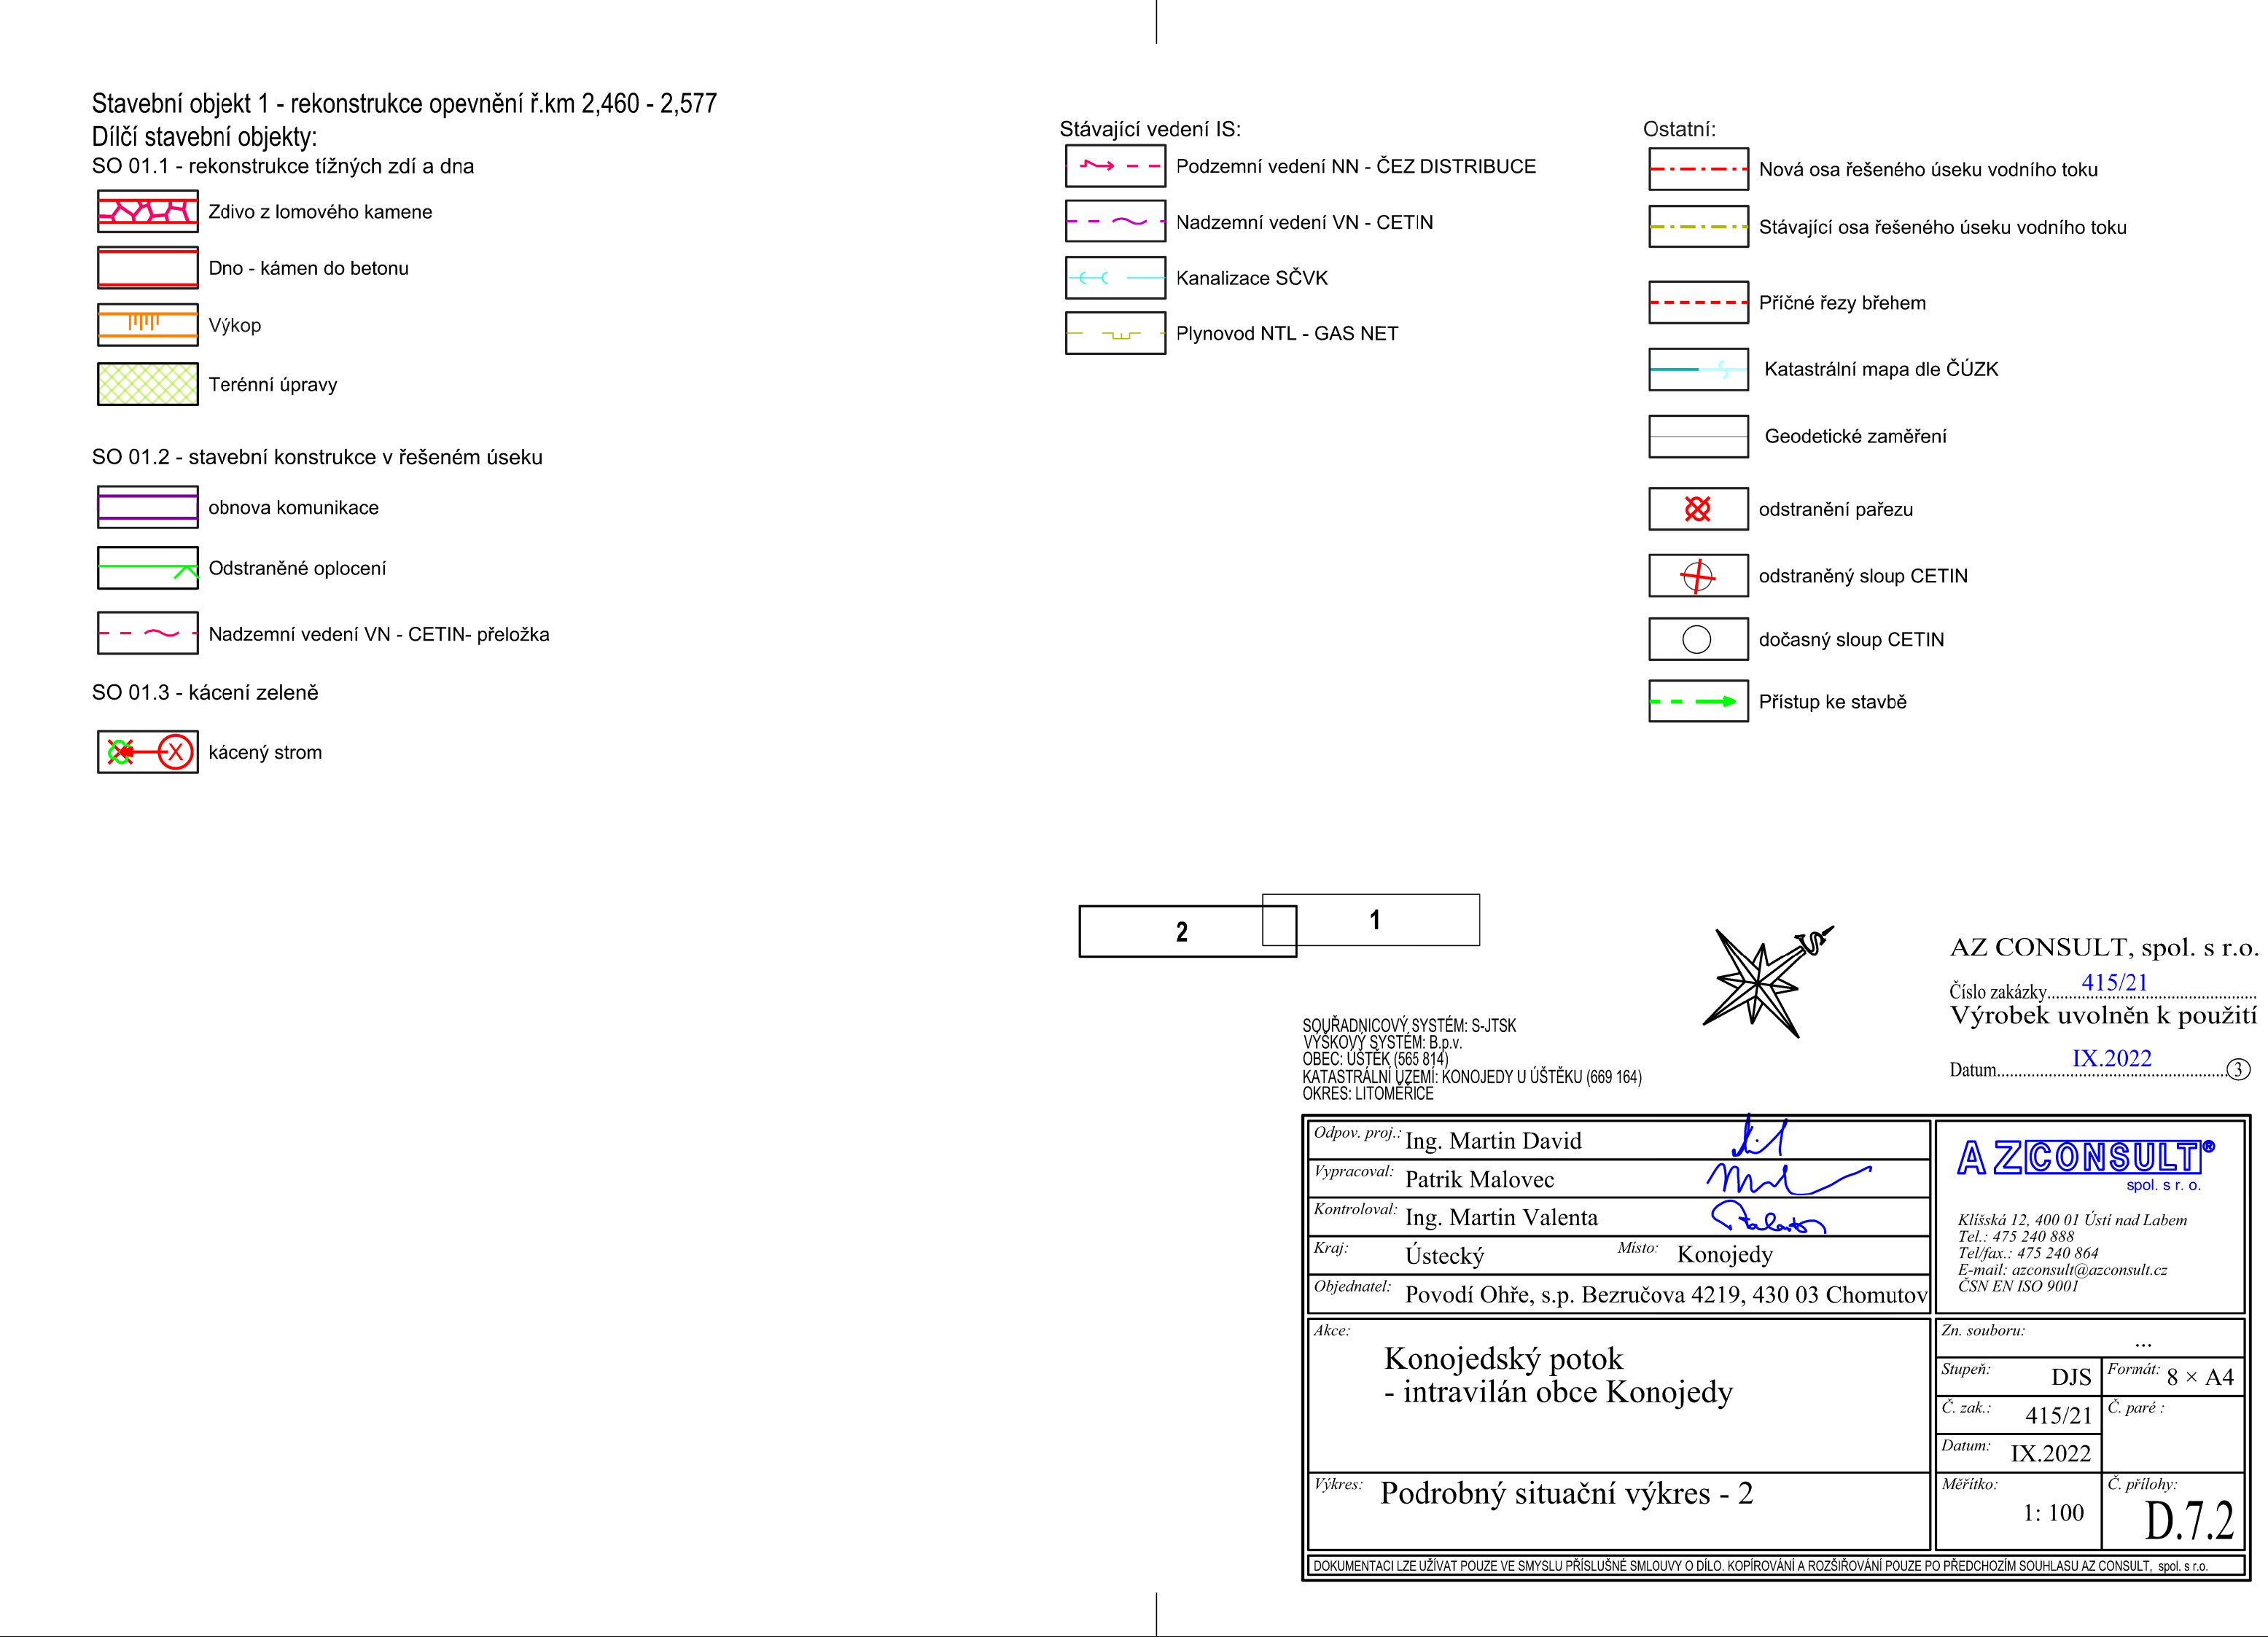 Stavební objekt 1 - rekonstrukce opevnění ř.km 2,460 - 2,577
Dílčí stavební objekty:
SO 01.1 - rekonstrukce tížných zdí a dna
Zdivo z lomového kamene
Dno - kámen do betonu
Výkop
Terénní úpravy
SO 01.2 - stavební konstrukce v řešeném úseku
obnova komunikace
Odstraněné oplocení
Nadzemní vedení VN - CETIN- přeložka
SO 01.3 - kácení zeleně
X
kácený strom
Stávající vedení IS:
Podzemní vedení NN - ČEZ DISTRIBUCE
Nadzemní vedení VN - CETIN
Kanalizace SČVK
Plynovod NTL - GAS NET
Ostatní:
Nová osa řešeného úseku vodního toku
Stávající osa řešeného úseku vodního toku
Příčné řezy břehem
Katastrální mapa dle ČÚZK
Geodetické zaměření
odstranění pařezu
odstraněný sloup CETIN
dočasný sloup CETIN
Přístup ke stavbě
2
1
S
AZ CONSULT, spol. s r.o.
Číslo zakázky 415/21
Výrobek uvolněn k použití
Datum IX.2022 3
SOUŘADNICOVÝ SYSTÉM: S-JTSK
VÝŠKOVÝ SYSTÉM: B.p.v.
OBEC: ÚŠTĚK (565 814)
KATASTRÁLNÍ ÚZEMÍ: KONOJEDY U ÚŠTĚKU (669 164)
OKRES: LITOMĚŘICE
Odpov. proj.: Ing. Martin David
Vypracoval: Patrik Malovec
Kontroloval: Ing. Martin Valenta
Kraj: Ústecký Místo: Konojedy
Objednatel: Povodí Ohře, s.p. Bezručova 4219, 430 03 Chomutov
AZ CONSULT®
spol. s r. o.
Klíšská 12, 400 01 Ústí nad Labem
Tel.: 475 240 888
Tel/fax.: 475 240 864
E-mail: azconsult@azconsult.cz
ČSN EN ISO 9001
Akce:
Konojedský potok
- intravilán obce Konojedy
Zn. souboru: ...
Stupeň: DJS Formát: 8 × A4
Č. zak.: 415/21 Č. paré :
Datum: IX.2022
Výkres: Podrobný situační výkres - 2
Měřítko: 1: 100
Č. přílohy: D.7.2
DOKUMENTACI LZE UŽÍVAT POUZE VE SMYSLU PŘÍSLUŠNÉ SMLOUVY O DÍLO. KOPÍROVÁNÍ A ROZŠIŘOVÁNÍ POUZE PO PŘEDCHOZÍM SOUHLASU AZ CONSULT, spol. s r.o.